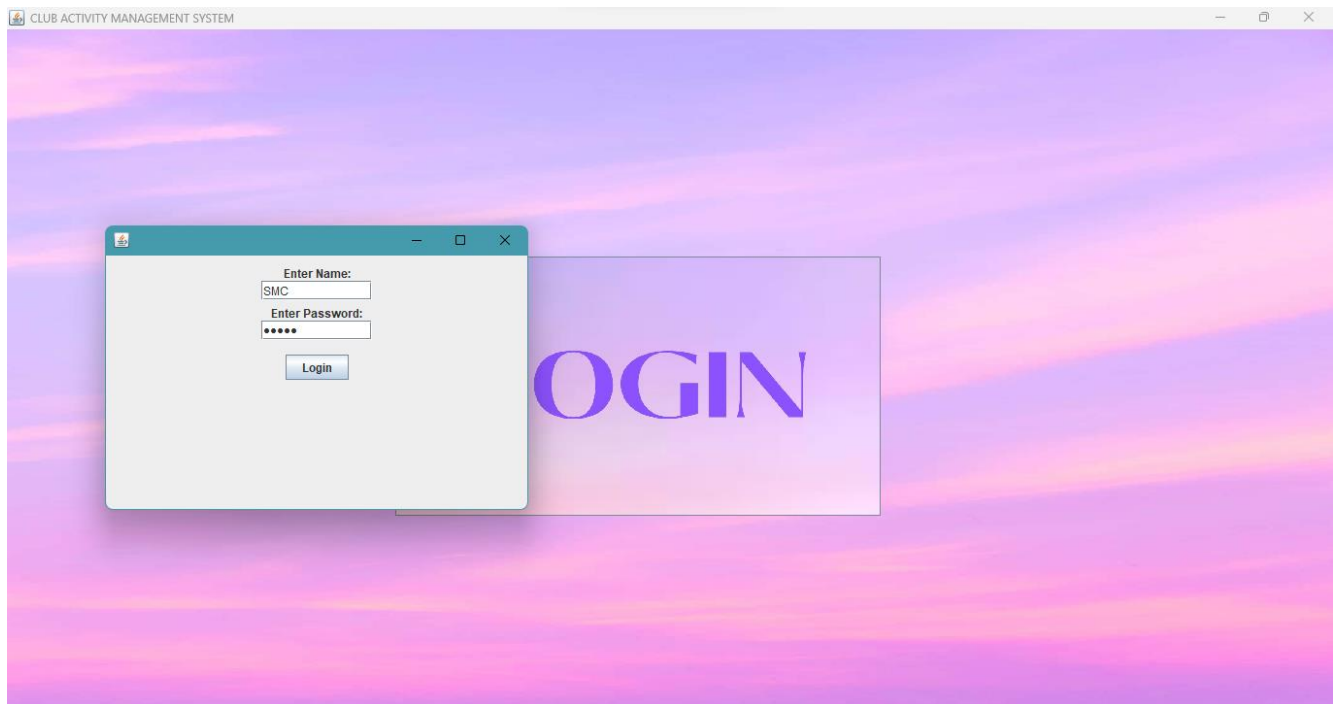 CLUB ACTIVITY MANAGEMENT SYSTEM
Enter Name:
SMC
Enter Password:
•••••
Login
OGIN